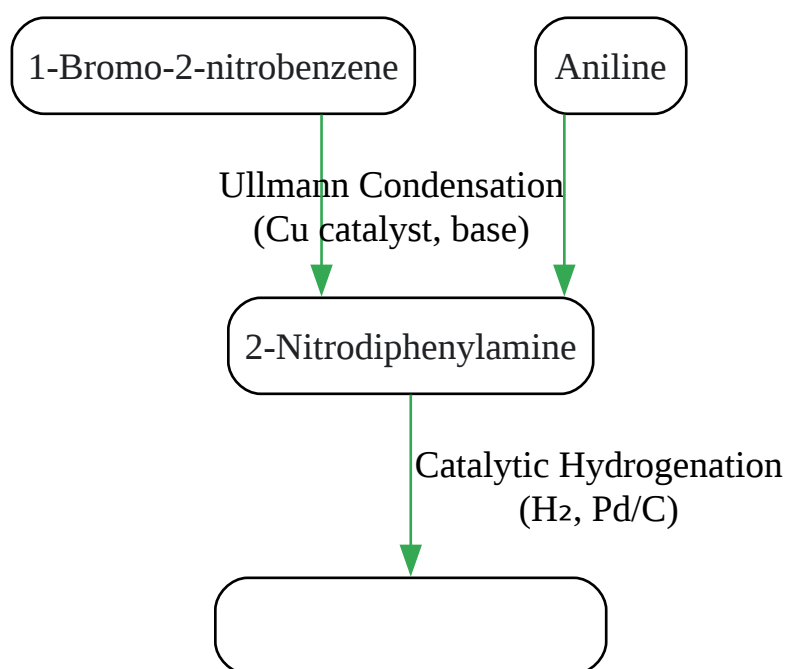 1-Bromo-2-nitrobenzene
Aniline
Ullmann Condensation
(Cu catalyst, base)
2-Nitrodiphenylamine
Catalytic Hydrogenation
(H₂, Pd/C)